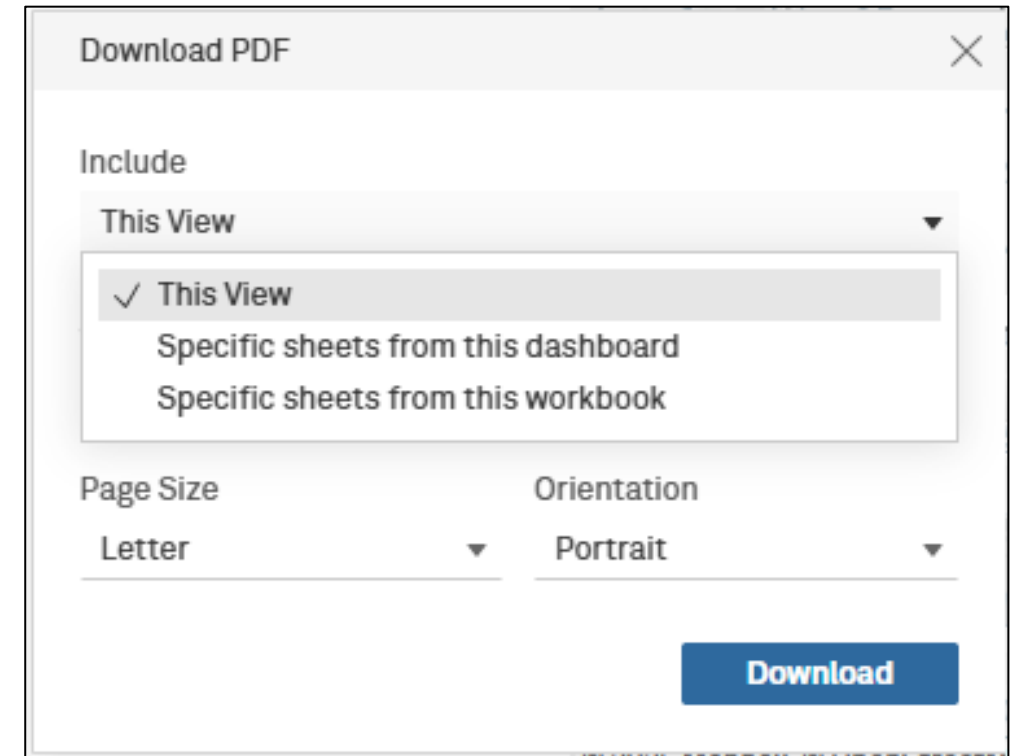 Download PDF
Include
This View
This View
Specific sheets from this dashboard
Specific sheets from this workbook
Page Size Orientation
Letter Portrait
Download